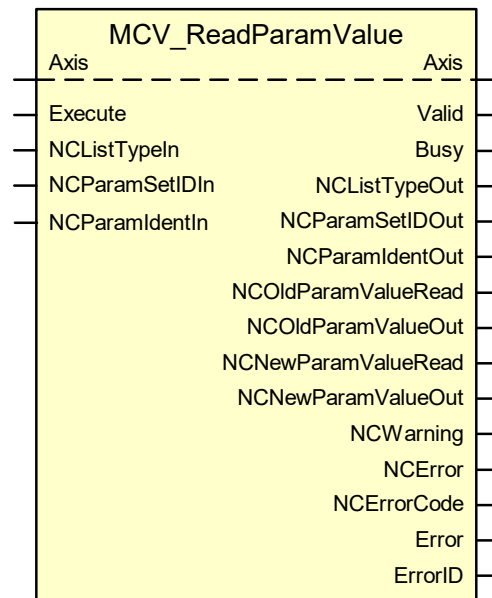 MCV_ReadParamValue
Axis Axis
Execute Valid
NCListTypeIn Busy
NCParamSetIDIn NCListTypeOut
NCParamIdentIn NCParamSetIDOut
NCParamIdentOut
NCOldParamValueRead
NCOldParamValueOut
NCNewParamValueRead
NCNewParamValueOut
NCWarning
NCError
NCErrorCode
Error
ErrorID